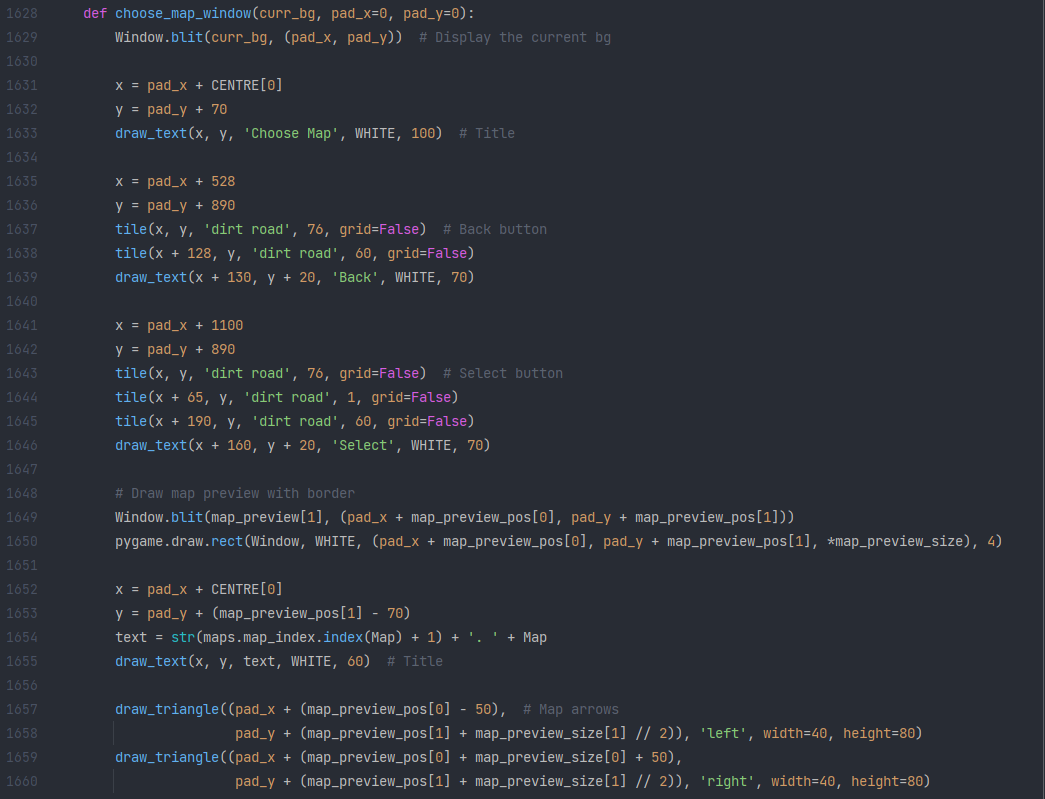 1628     def choose_map_window(curr_bg, pad_x=0, pad_y=0):
1629         Window.blit(curr_bg, (pad_x, pad_y))  # Display the current bg
1630
1631         x = pad_x + CENTRE[0]
1632         y = pad_y + 70
1633         draw_text(x, y, 'Choose Map', WHITE, 100)  # Title
1634
1635         x = pad_x + 528
1636         y = pad_y + 890
1637         tile(x, y, 'dirt road', 76, grid=False)  # Back button
1638         tile(x + 128, y, 'dirt road', 60, grid=False)
1639         draw_text(x + 130, y + 20, 'Back', WHITE, 70)
1640
1641         x = pad_x + 1100
1642         y = pad_y + 890
1643         tile(x, y, 'dirt road', 76, grid=False)  # Select button
1644         tile(x + 65, y, 'dirt road', 1, grid=False)
1645         tile(x + 190, y, 'dirt road', 60, grid=False)
1646         draw_text(x + 160, y + 20, 'Select', WHITE, 70)
1647
1648         # Draw map preview with border
1649         Window.blit(map_preview[1], (pad_x + map_preview_pos[0], pad_y + map_preview_pos[1]))
1650         pygame.draw.rect(Window, WHITE, (pad_x + map_preview_pos[0], pad_y + map_preview_pos[1], *map_preview_size), 4)
1651
1652         x = pad_x + CENTRE[0]
1653         y = pad_y + (map_preview_pos[1] - 70)
1654         text = str(maps.map_index.index(Map) + 1) + '. ' + Map
1655         draw_text(x, y, text, WHITE, 60)  # Title
1656
1657         draw_triangle((pad_x + (map_preview_pos[0] - 50),  # Map arrows
1658                        pad_y + (map_preview_pos[1] + map_preview_size[1] // 2)), 'left', width=40, height=80)
1659         draw_triangle((pad_x + (map_preview_pos[0] + map_preview_size[0] + 50),
1660                        pad_y + (map_preview_pos[1] + map_preview_size[1] // 2)), 'right', width=40, height=80)